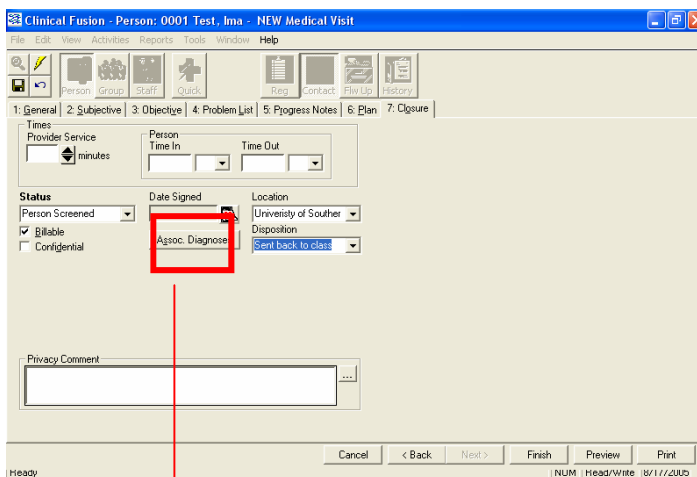 Clinical Fusion - Person: 0001 Test, Ima - NEW Medical Visit
File Edit View Activities Reports Tools Window Help
Person Group Staff Quick Reg Contact Flw Up History
1: General 2: Subjective 3: Objective 4: Problem List 5: Progress Notes 6: Plan 7: Closure
Times
Provider Service
minutes
Person
Time In Time Out
Status Date Signed Location
Person Screened Univeristy of Souther
Billable
Confidential
Assoc. Diagnoses
Disposition
Sent back to class
Privacy Comment
...
Cancel < Back Next > Finish Preview Print
Ready NUM Read/Write 8/17/2005